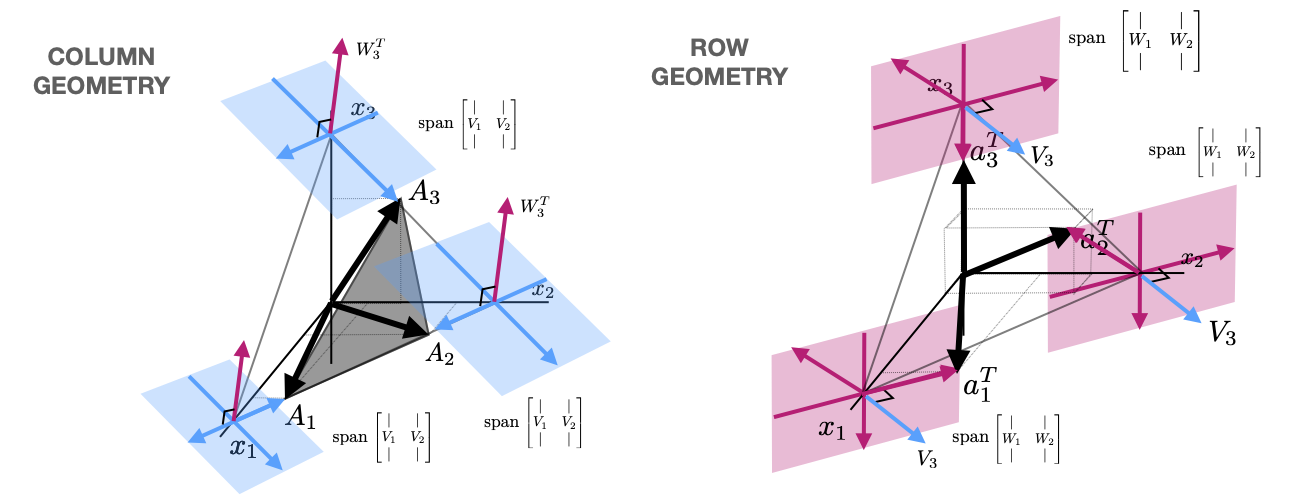 COLUMN
GEOMETRY
W_3^T
x_3
span [V_1 V_2]
A_3
W_3^T
x_2
A_2
A_1
x_1
span [V_1 V_2]
span [V_1 V_2]
ROW
GEOMETRY
span [W_1 W_2]
x_3
a_3^T
V_3
span [W_1 W_2]
a_2^T
x_2
V_3
a_1^T
x_1
V_3
span [W_1 W_2]